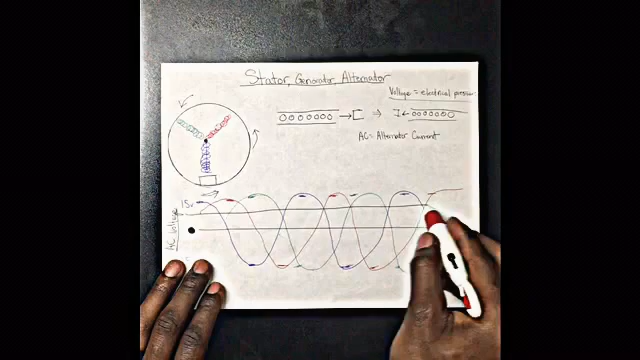 Stator, Generator, Alternator
Voltage = electrical pressure
AC = Alternator Current
15v
AC Voltage